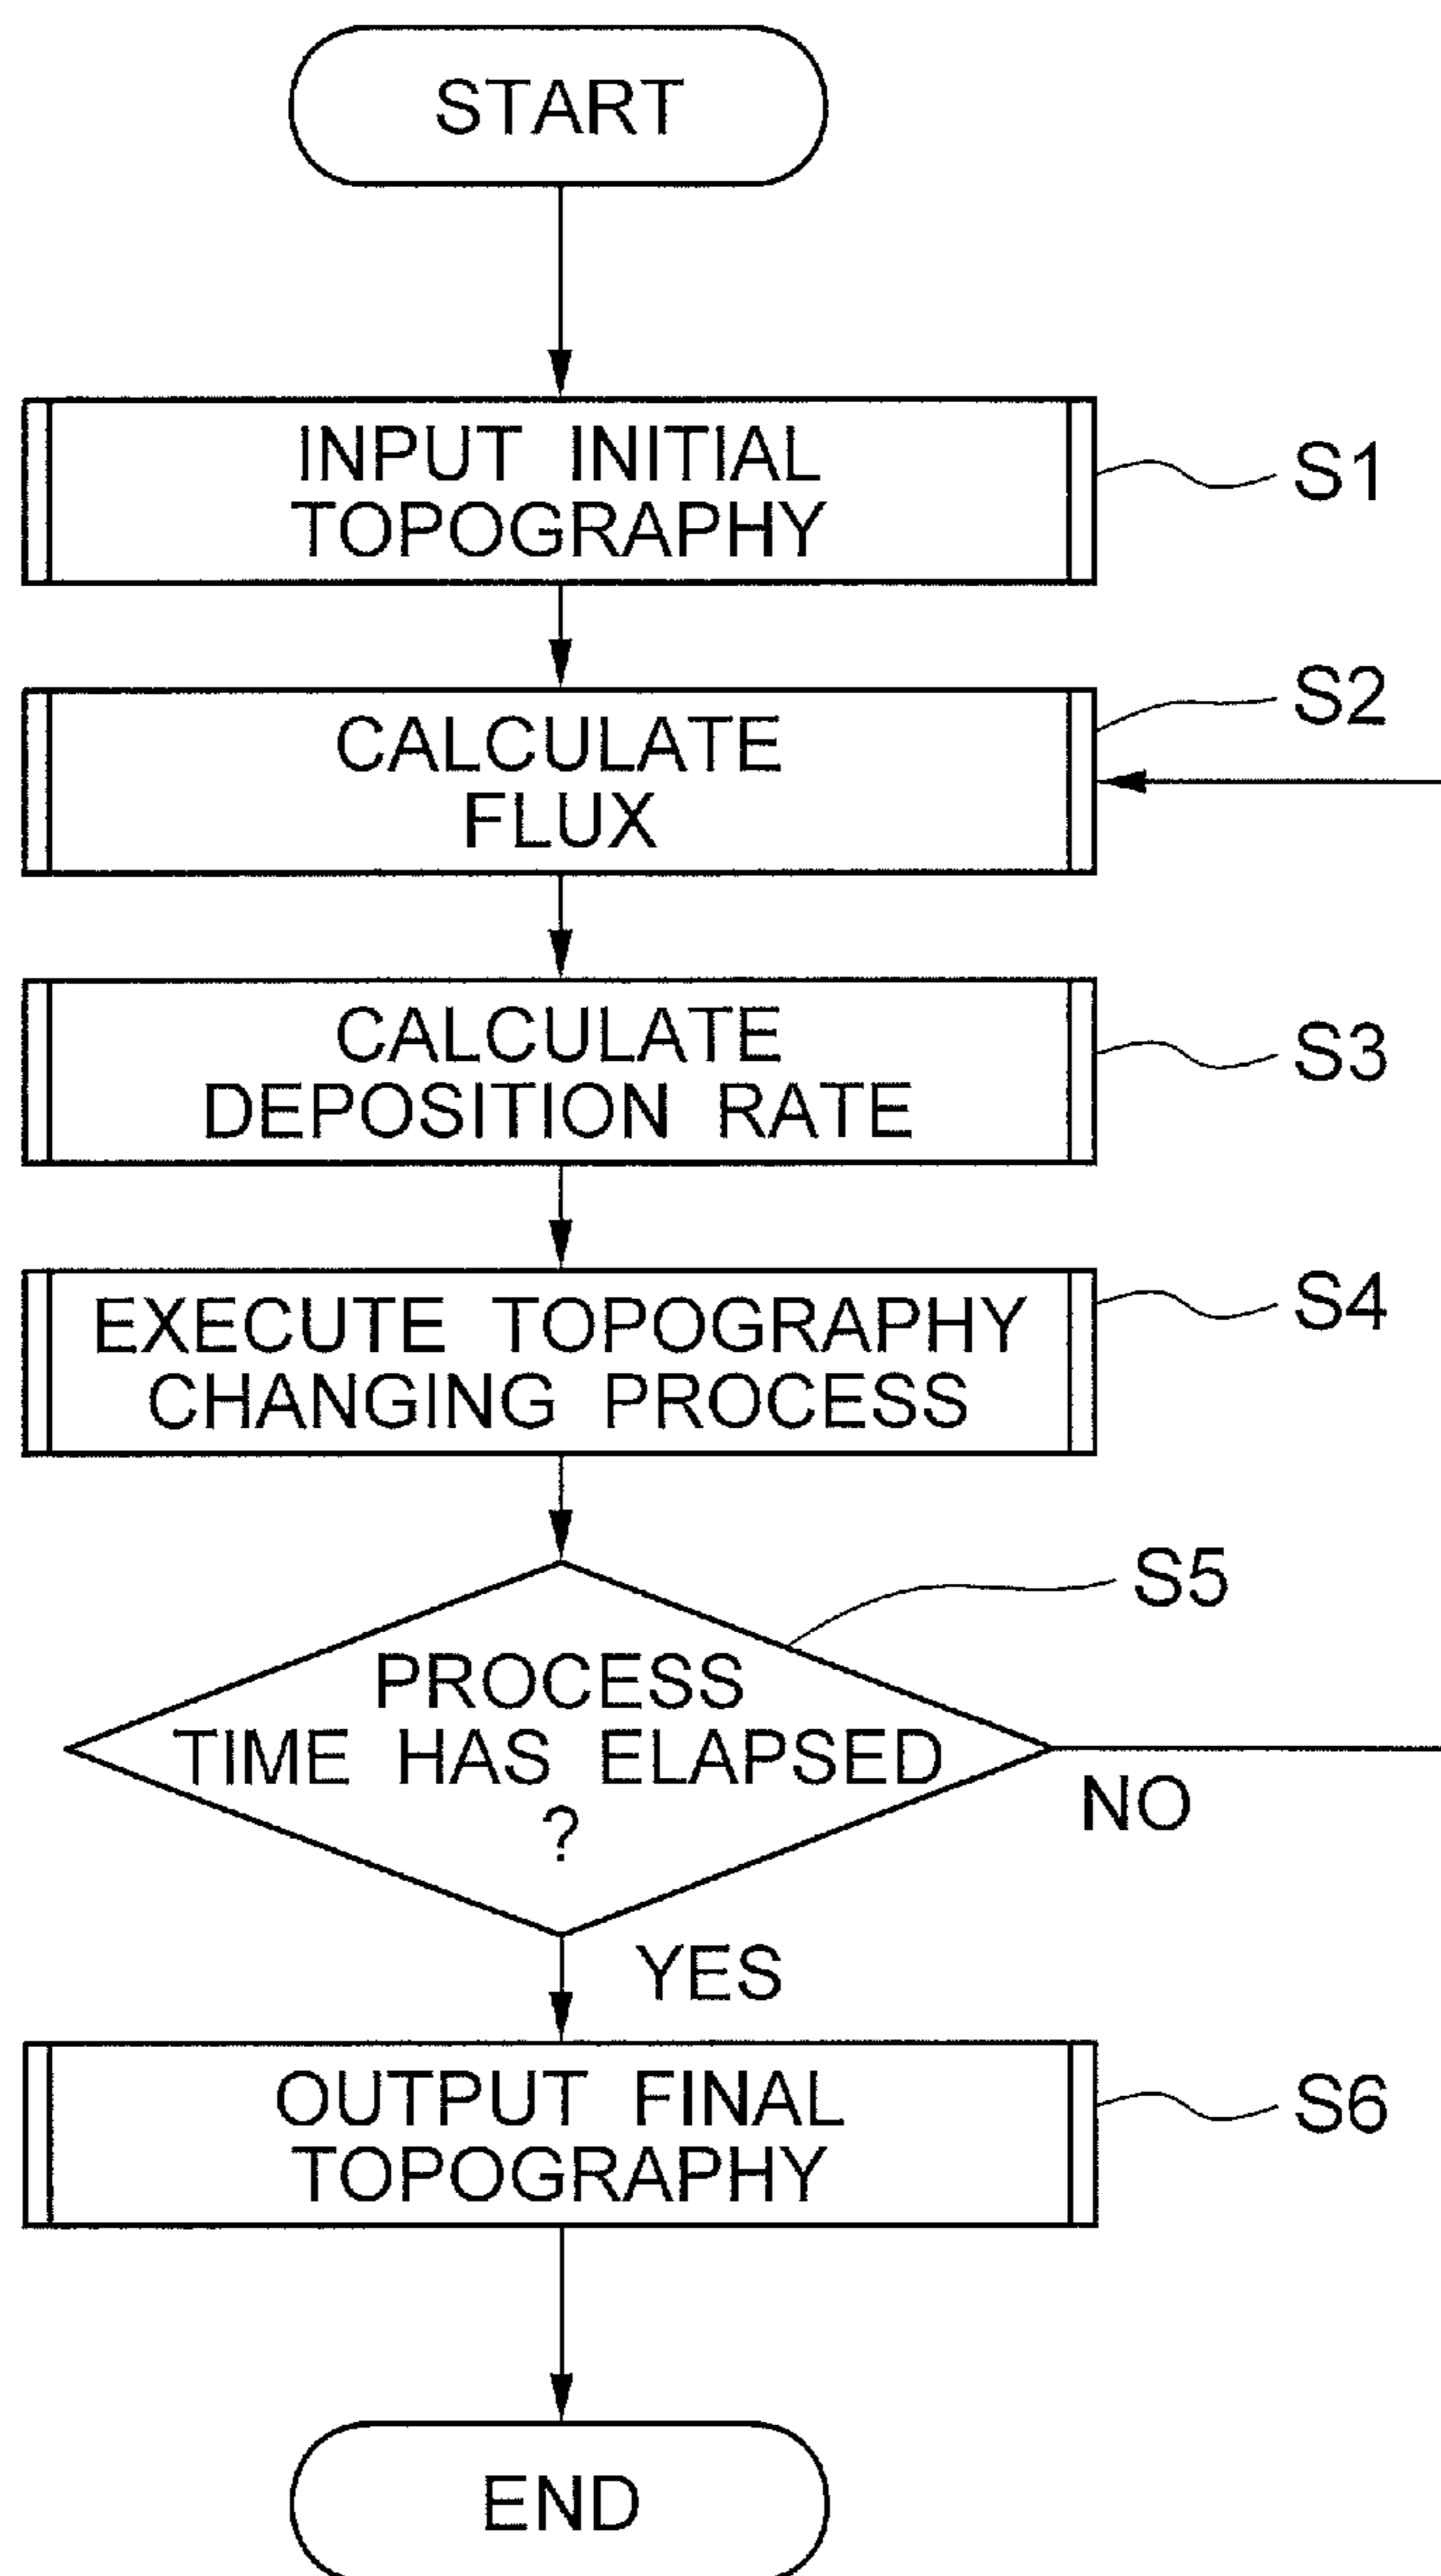 START
INPUT INITIAL
TOPOGRAPHY
S1
CALCULATE
FLUX
S2
CALCULATE
DEPOSITION RATE
S3
EXECUTE TOPOGRAPHY
CHANGING PROCESS
S4
PROCESS
TIME HAS ELAPSED
?
S5
NO
YES
OUTPUT FINAL
TOPOGRAPHY
S6
END